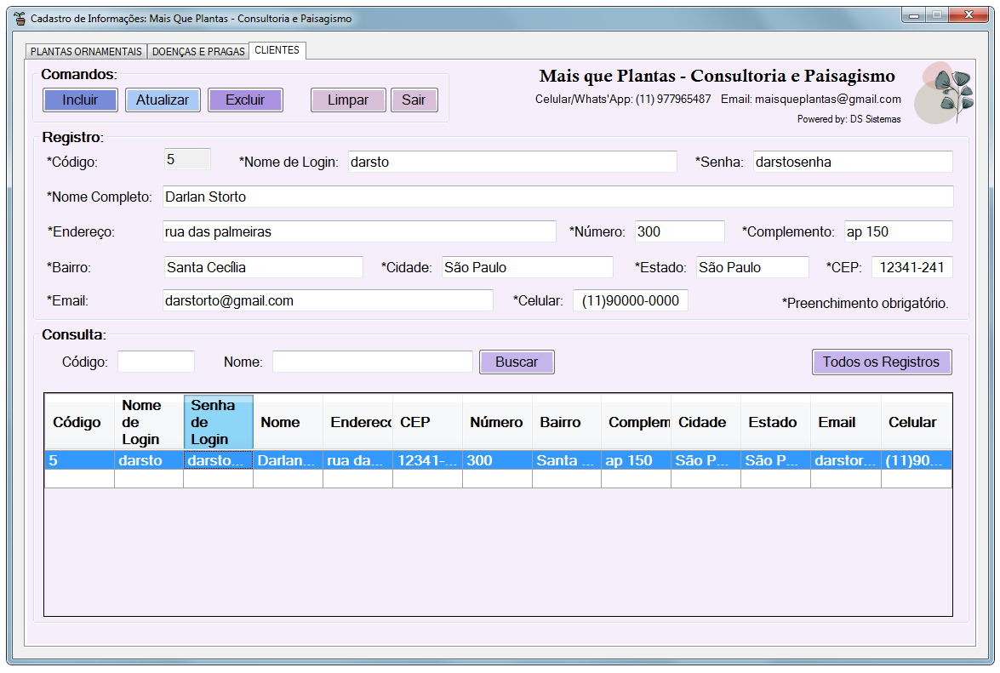 Cadastro de Informações: Mais Que Plantas - Consultoria e Paisagismo
PLANTAS ORNAMENTAIS DOENÇAS E PRAGAS CLIENTES
Comandos:
Incluir Atualizar Excluir Limpar Sair
Mais que Plantas - Consultoria e Paisagismo
Celular/Whats'App: (11) 977965487 Email: maisqueplantas@gmail.com
Powered by: DS Sistemas
Registro:
*Código: 5 *Nome de Login: darsto *Senha: darstosenha
*Nome Completo: Darlan Storto
*Endereço: rua das palmeiras *Número: 300 *Complemento: ap 150
*Bairro: Santa Cecília *Cidade: São Paulo *Estado: São Paulo *CEP: 12341-241
*Email: darstorto@gmail.com *Celular: (11)90000-0000 *Preenchimento obrigatório.
Consulta:
Código: Nome: Buscar Todos os Registros
Código Nome de Login Senha de Login Nome Enderecc CEP Número Bairro Complem Cidade Estado Email Celular
5 darsto darsto... Darlan... rua da... 12341-... 300 Santa ... ap 150 São P... São P... darstor... (11)90...